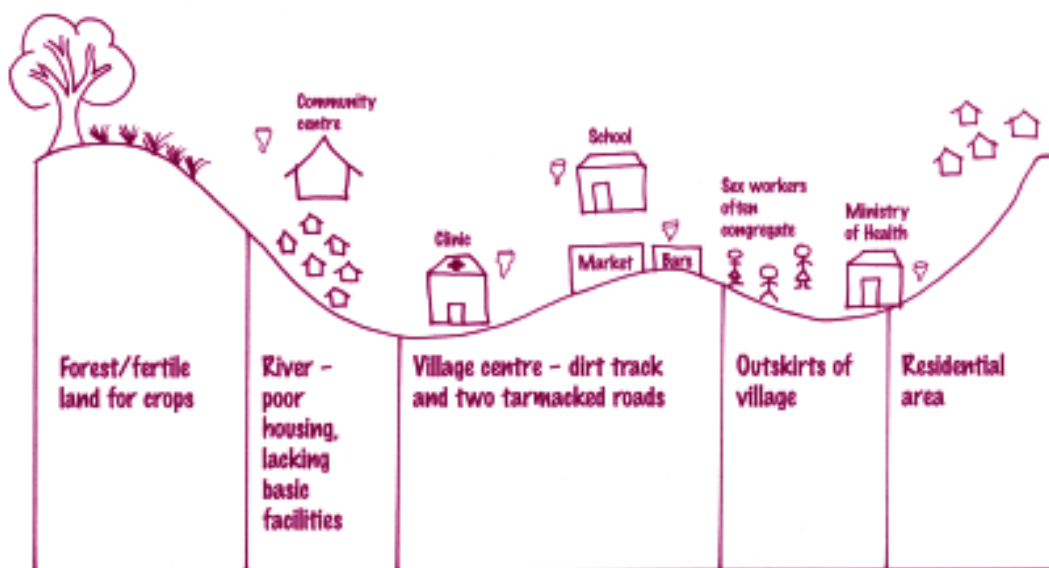 Community
centre
School
Sex workers
often
congregate
Ministry
of Health
Clinic
Market
Bars
Forest/fertile
land for crops
River –
poor
housing,
lacking
basic
facilities
Village centre – dirt track
and two tarmacked roads
Outskirts of
village
Residential
area